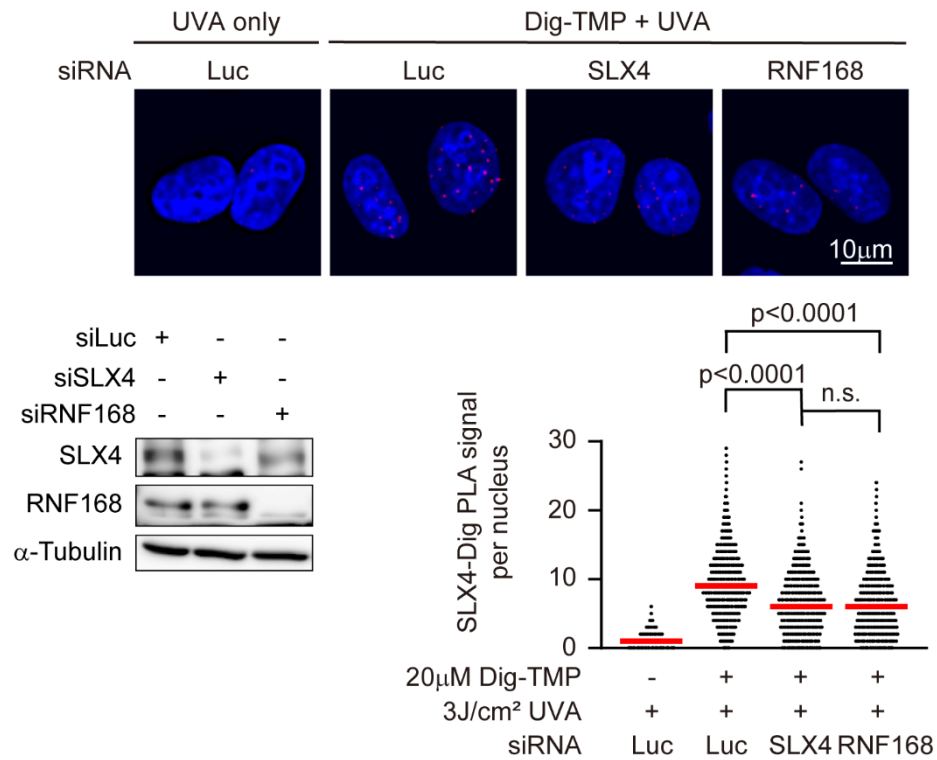 UVA only
Dig-TMP + UVA
siRNA Luc Luc SLX4 RNF168
10μm
siLuc + - -
siSLX4 - + -
siRNF168 - - +
SLX4
RNF168
α-Tubulin
p<0.0001
p<0.0001
n.s.
SLX4-Dig PLA signal
per nucleus
30
20
10
0
20μM Dig-TMP - + + +
3J/cm² UVA + + + +
siRNA Luc Luc SLX4 RNF168